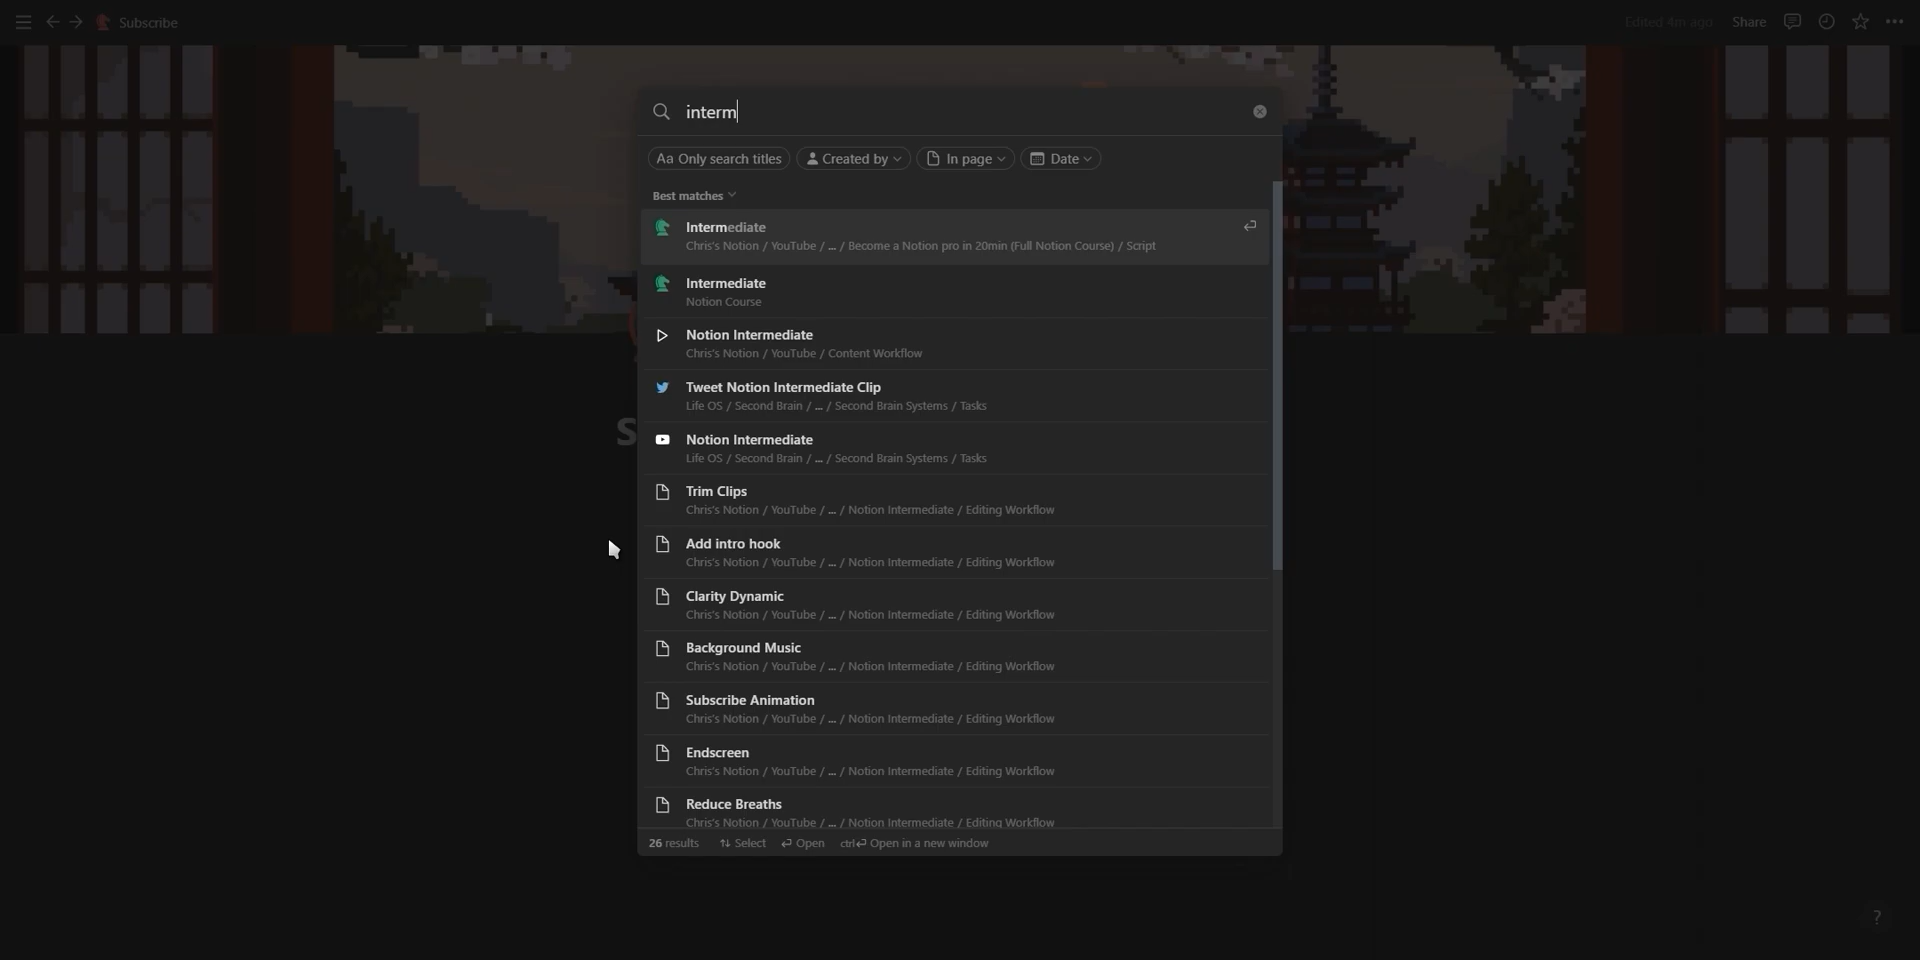 Subscribe
Edited 4m ago Share
interm
Aa Only search titles Created by In page Date
Best matches
Intermediate
Chris's Notion / YouTube / ... / Become a Notion pro in 20min (Full Notion Course) / Script
Intermediate
Notion Course
Notion Intermediate
Chris's Notion / YouTube / Content Workflow
Tweet Notion Intermediate Clip
Life OS / Second Brain / ... / Second Brain Systems / Tasks
S
Notion Intermediate
Life OS / Second Brain / ... / Second Brain Systems / Tasks
Trim Clips
Chris's Notion / YouTube / ... / Notion Intermediate / Editing Workflow
Add intro hook
Chris's Notion / YouTube / ... / Notion Intermediate / Editing Workflow
Clarity Dynamic
Chris's Notion / YouTube / ... / Notion Intermediate / Editing Workflow
Background Music
Chris's Notion / YouTube / ... / Notion Intermediate / Editing Workflow
Subscribe Animation
Chris's Notion / YouTube / ... / Notion Intermediate / Editing Workflow
Endscreen
Chris's Notion / YouTube / ... / Notion Intermediate / Editing Workflow
Reduce Breaths
Chris's Notion / YouTube / ... / Notion Intermediate / Editing Workflow
26 results Select Open ctrl Open in a new window
?